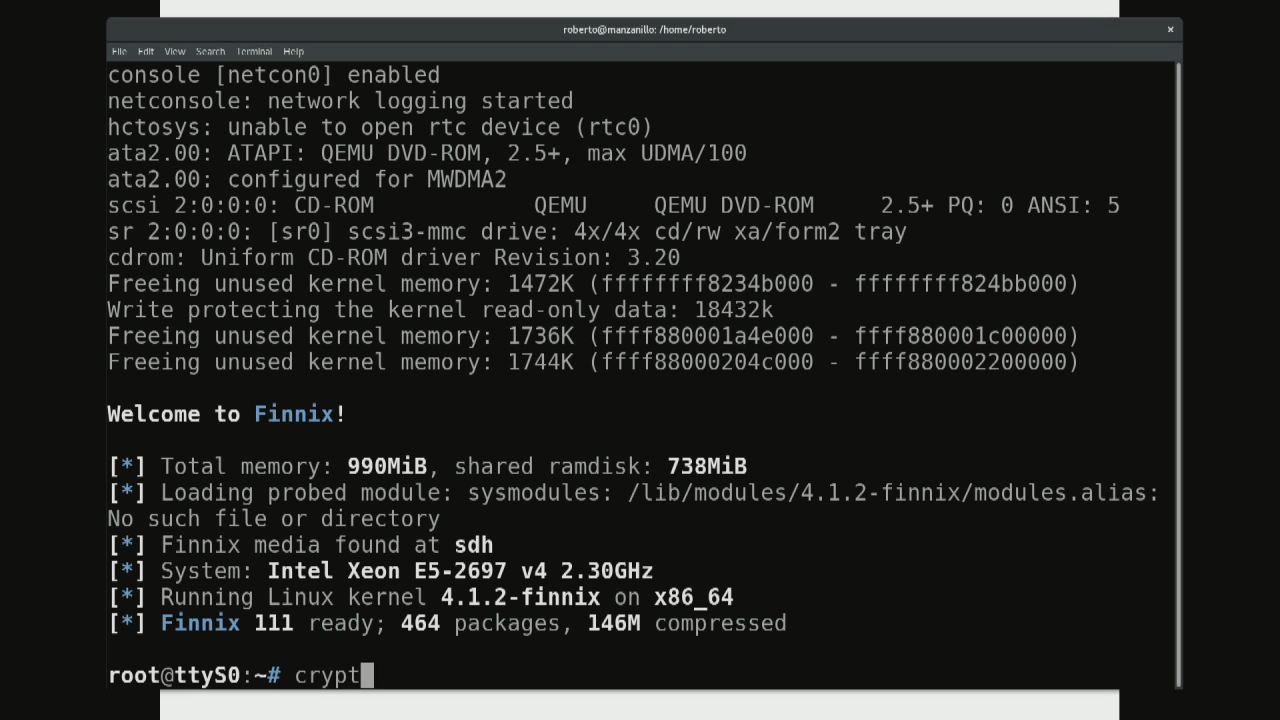 roberto@manzanillo: /home/roberto
×
File Edit View Search Terminal Help
console [netcon0] enabled
netconsole: network logging started
hctosys: unable to open rtc device (rtc0)
ata2.00: ATAPI: QEMU DVD-ROM, 2.5+, max UDMA/100
ata2.00: configured for MWDMA2
scsi 2:0:0:0: CD-ROM            QEMU     QEMU DVD-ROM     2.5+ PQ: 0 ANSI: 5
sr 2:0:0:0: [sr0] scsi3-mmc drive: 4x/4x cd/rw xa/form2 tray
cdrom: Uniform CD-ROM driver Revision: 3.20
Freeing unused kernel memory: 1472K (ffffffff8234b000 - ffffffff824bb000)
Write protecting the kernel read-only data: 18432k
Freeing unused kernel memory: 1736K (ffff880001a4e000 - ffff880001c00000)
Freeing unused kernel memory: 1744K (ffff88000204c000 - ffff880002200000)
Welcome to Finnix!
[*] Total memory: 990MiB, shared ramdisk: 738MiB
[*] Loading probed module: sysmodules: /lib/modules/4.1.2-finnix/modules.alias:
No such file or directory
[*] Finnix media found at sdh
[*] System: Intel Xeon E5-2697 v4 2.30GHz
[*] Running Linux kernel 4.1.2-finnix on x86_64
[*] Finnix 111 ready; 464 packages, 146M compressed
root@ttyS0:~# crypt